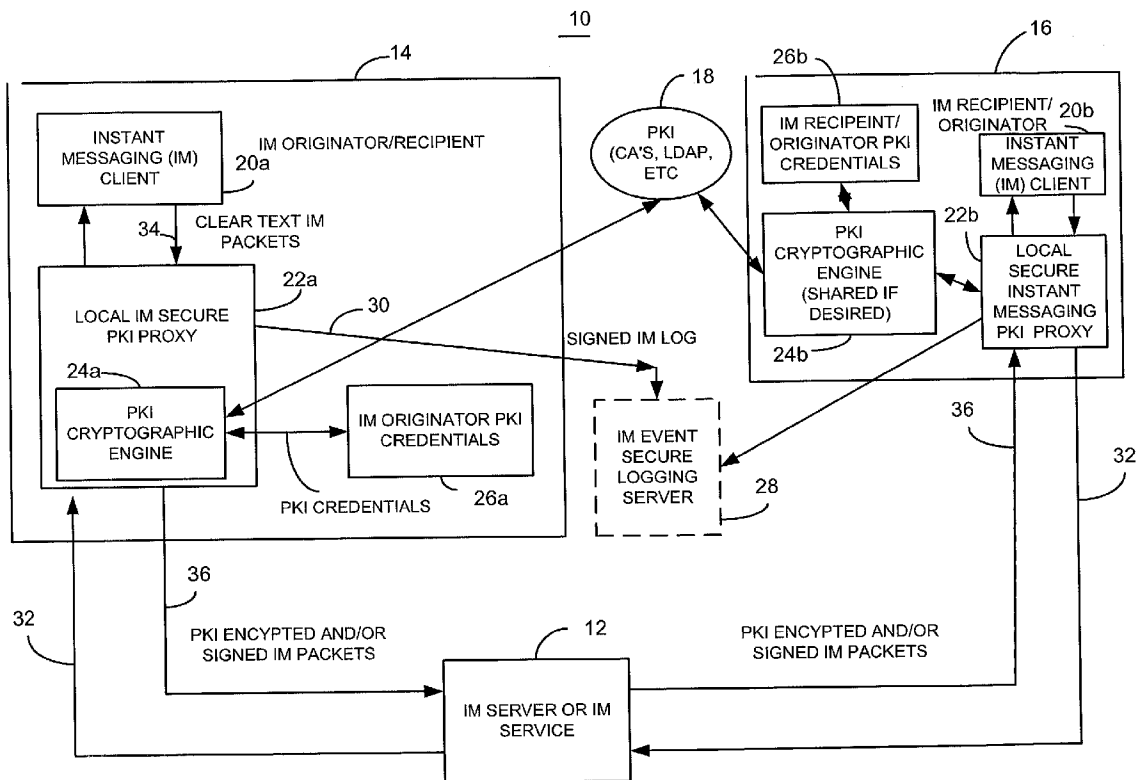 10
14
INSTANT
MESSAGING (IM)
CLIENT
20a
IM ORIGINATOR/RECIPIENT
34
CLEAR TEXT IM
PACKETS
22a
LOCAL IM SECURE
PKI PROXY
24a
PKI
CRYPTOGRAPHIC
ENGINE
30
IM ORIGINATOR PKI
CREDENTIALS
26a
PKI CREDENTIALS
18
PKI
(CA'S, LDAP,
ETC
SIGNED IM LOG
IM EVENT
SECURE
LOGGING
SERVER
28
16
26b
IM RECIPEINT/
ORIGINATOR PKI
CREDENTIALS
IM RECIPIENT/
ORIGINATOR
20b
INSTANT
MESSAGING
(IM) CLIENT
22b
PKI
CRYPTOGRAPHIC
ENGINE
(SHARED IF
DESIRED)
24b
LOCAL
SECURE
INSTANT
MESSAGING
PKI PROXY
36
32
36
32
PKI ENCYPTED AND/OR
SIGNED IM PACKETS
12
PKI ENCYPTED AND/OR
SIGNED IM PACKETS
IM SERVER OR IM
SERVICE